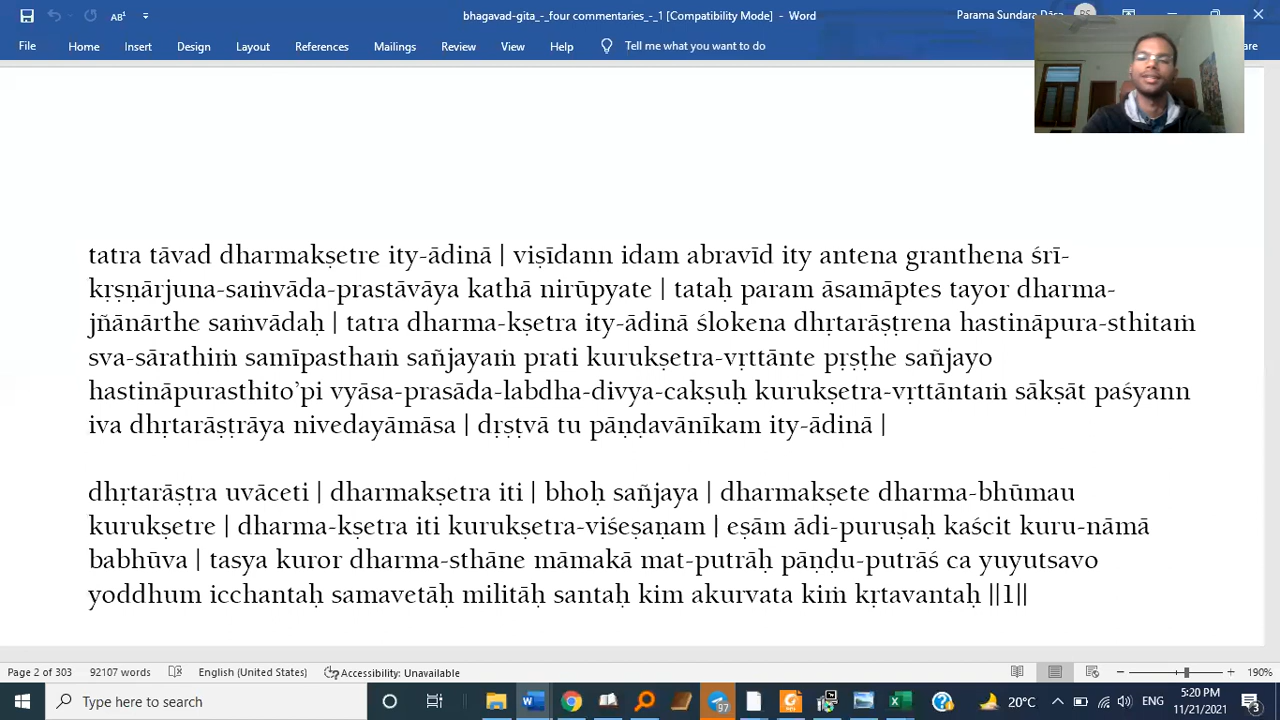 bhagavad-gita_-_four commentaries_-_1 [Compatibility Mode] - Word
Parama Sundara Dāsa
File Home Insert Design Layout References Mailings Review View Help Tell me what you want to do
tatra tāvad dharmakṣetre ity-ādinā | viṣīdann idam abravīd ity antena granthena śrī-
kṛṣṇārjuna-saṁvāda-prastāvāya kathā nirūpyate | tataḥ param āsamāptes tayor dharma-
jñānārthe saṁvādaḥ | tatra dharma-kṣetra ity-ādinā ślokena dhṛtarāṣṭrena hastināpura-sthitaṁ
sva-sārathiṁ samīpasthaṁ sañjayaṁ prati kurukṣetra-vṛttānte pṛṣṭhe sañjayo
hastināpurasthito’pi vyāsa-prasāda-labdha-divya-cakṣuḥ kurukṣetra-vṛttāntaṁ sākṣāt paśyann
iva dhṛtarāṣṭrāya nivedayāmāsa | dṛṣṭvā tu pāṇḍavānīkam ity-ādinā |
dhṛtarāṣṭra uvāceti | dharmakṣetra iti | bhoḥ sañjaya | dharmakṣete dharma-bhūmau
kurukṣetre | dharma-kṣetra iti kurukṣetra-viśeṣaṇam | eṣām ādi-puruṣaḥ kaścit kuru-nāmā
babhūva | tasya kuror dharma-sthāne māmakā mat-putrāḥ pāṇḍu-putrāś ca yuyutsavo
yoddhum icchantaḥ samavetāḥ militāḥ santaḥ kim akurvata kiṁ kṛtavantaḥ ||1||
Page 2 of 303 92107 words English (United States) Accessibility: Unavailable 190%
Type here to search 97 20°C ENG 5:20 PM
11/21/2021 3